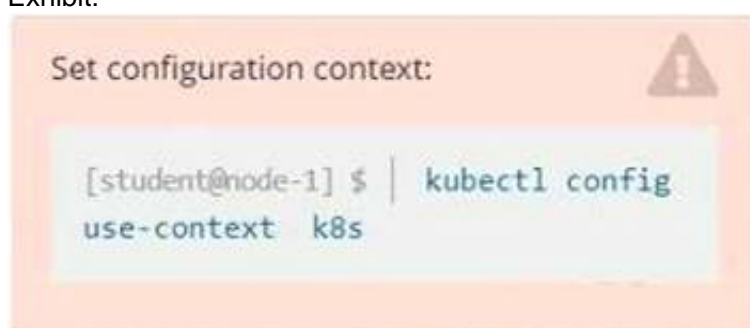 Exhibit:
Set configuration context:
[student@node-1] $ | kubectl config
use-context k8s